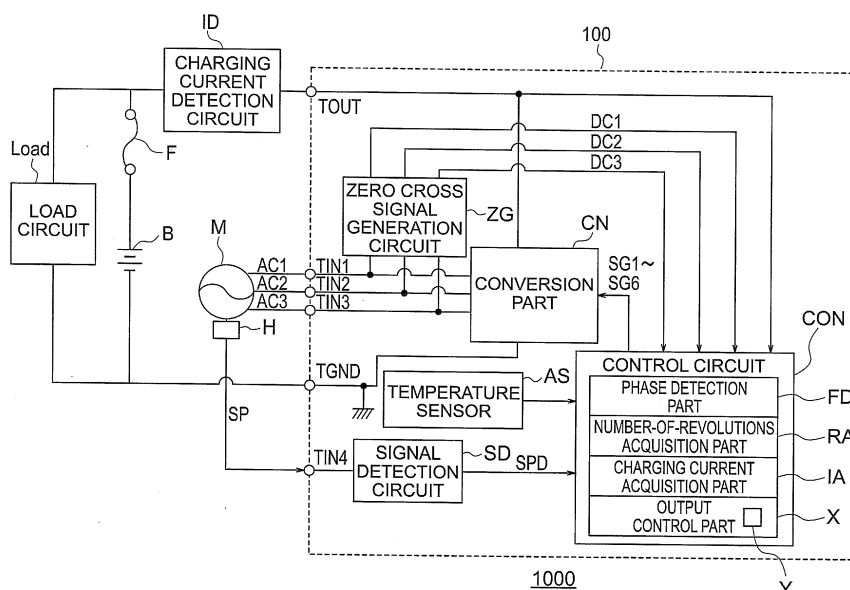 ID
CHARGING
CURRENT
DETECTION
CIRCUIT
100
TOUT
DC1
DC2
DC3
F
Load
LOAD
CIRCUIT
B
M
ZERO CROSS
SIGNAL
GENERATION
CIRCUIT
ZG
CN
AC1
AC2
AC3
TIN1
TIN2
TIN3
CONVERSION
PART
SG1~
SG6
H
CON
TGND
AS
TEMPERATURE
SENSOR
CONTROL CIRCUIT
PHASE DETECTION
PART
FD
NUMBER-OF-REVOLUTIONS
ACQUISITION PART
RA
CHARGING CURRENT
ACQUISITION PART
IA
OUTPUT
CONTROL PART
X
SP
TIN4
SIGNAL
DETECTION
CIRCUIT
SD
SPD
1000